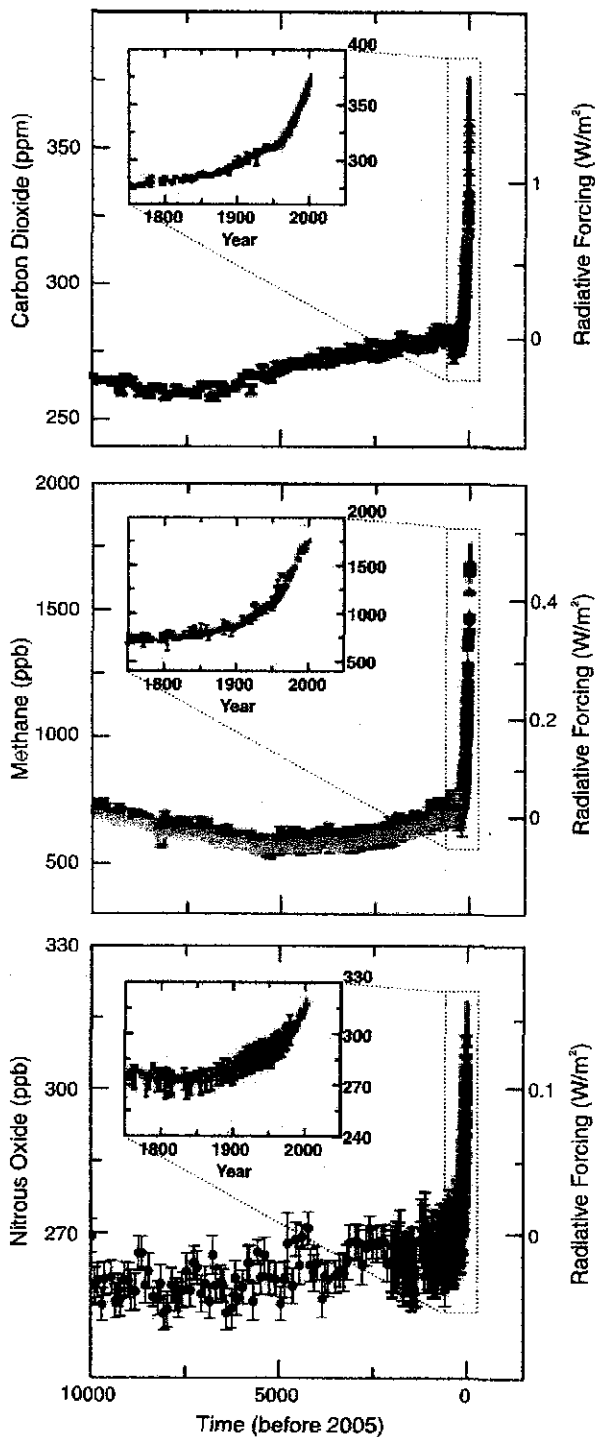 Carbon Dioxide (ppm)
350
300
250
400
300
200
1800 1900 2000
Year
1
0
Radiative Forcing (W/m²)
Methane (ppb)
2000
1500
1000
500
2000
1500
1000
500
1800 1900 2000
Year
0.4
0.2
0
Radiative Forcing (W/m²)
Nitrous Oxide (ppb)
330
300
270
330
300
270
240
1800 1900 2000
Year
0.1
0
Radiative Forcing (W/m²)
10000 5000 0
Time (before 2005)